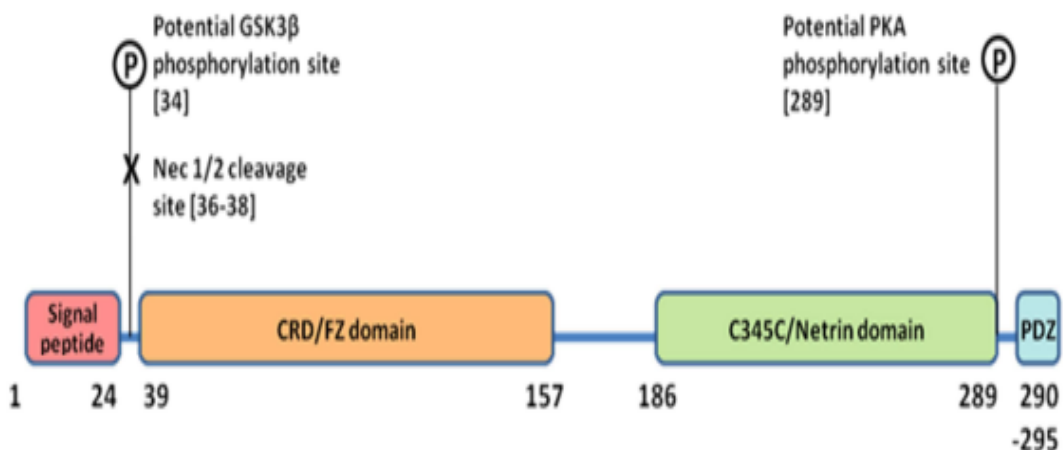 Potential GSK3β
phosphorylation site
[34]
P
Nec 1/2 cleavage
site [36-38]
X
Potential PKA
phosphorylation site
[289]
P
Signal
peptide
CRD/FZ domain
C345C/Netrin domain
PDZ
1 24 39 157 186 289 290
-295